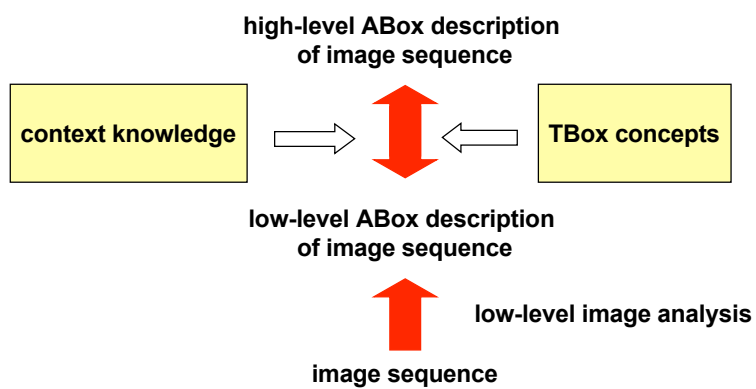 high-level ABox description
of image sequence
context knowledge
TBox concepts
low-level ABox description
of image sequence
low-level image analysis
image sequence